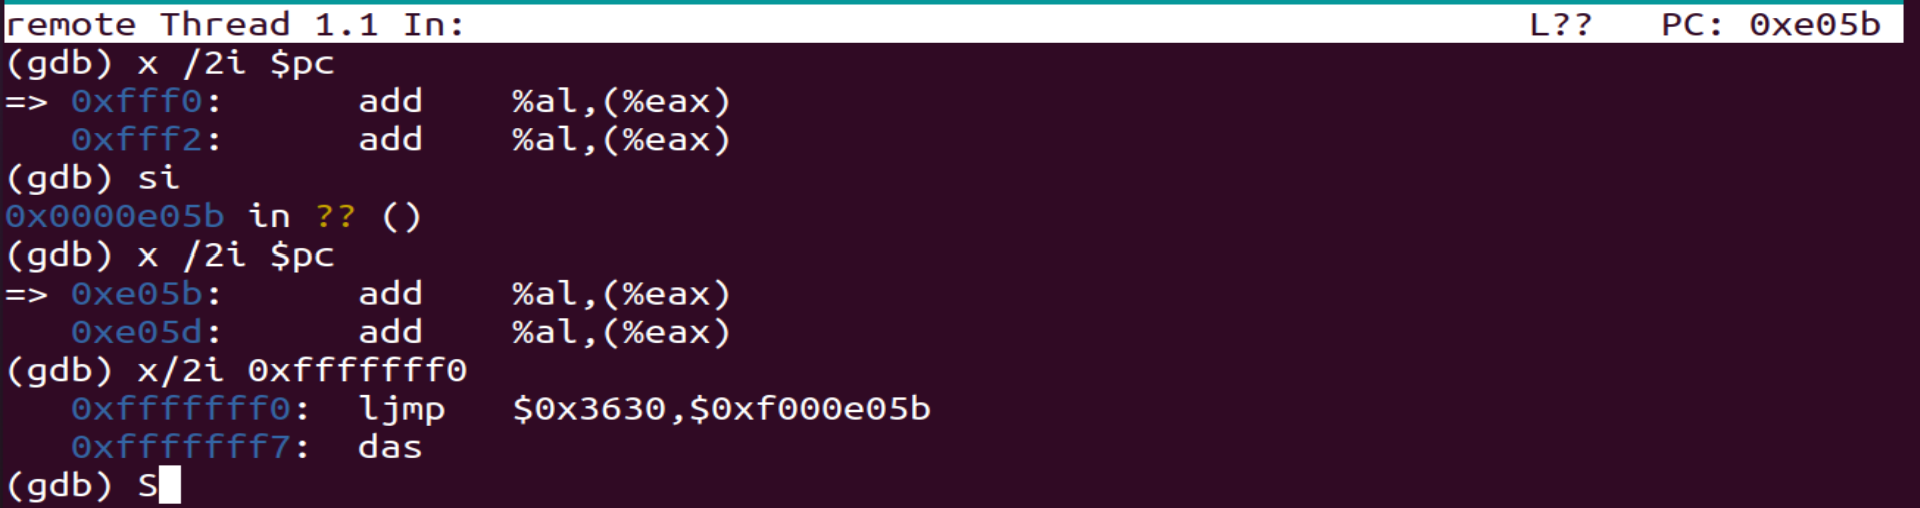 remote Thread 1.1 In: L?? PC: 0xe05b
(gdb) x /2i $pc
=> 0xfff0: add %al,(%eax)
0xfff2: add %al,(%eax)
(gdb) si
0x0000e05b in ?? ()
(gdb) x /2i $pc
=> 0xe05b: add %al,(%eax)
0xe05d: add %al,(%eax)
(gdb) x/2i 0xfffffff0
0xfffffff0: ljmp $0x3630,$0xf000e05b
0xfffffff7: das
(gdb) S